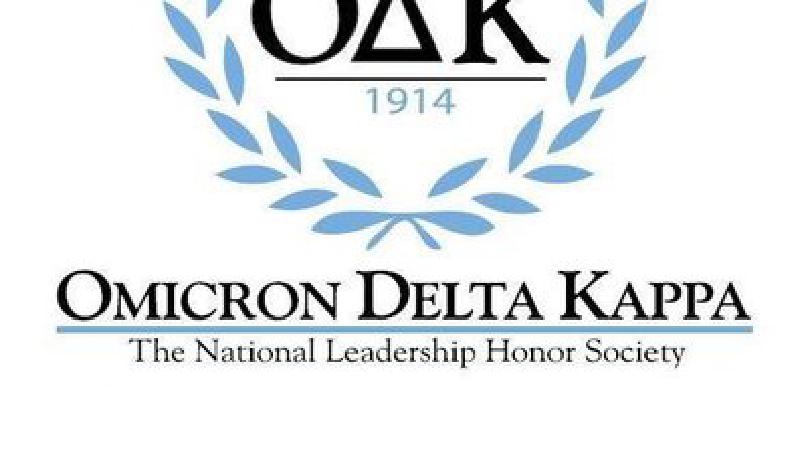 ΟΔΚ
1914
OMICRON DELTA KAPPA
The National Leadership Honor Society